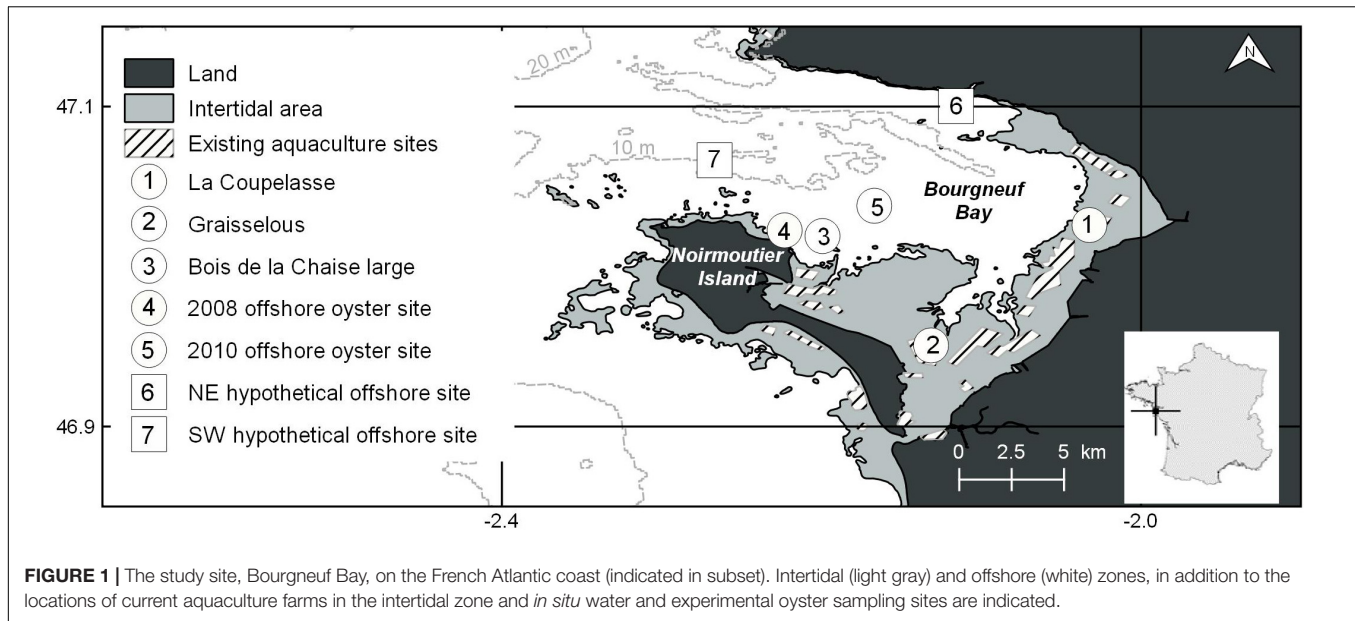 N
Land
Intertidal area
Existing aquaculture sites
1 La Coupelasse
2 Graisselous
3 Bois de la Chaise large
4 2008 offshore oyster site
5 2010 offshore oyster site
6 NE hypothetical offshore site
7 SW hypothetical offshore site
47.1
46.9
20 m
10 m
6
7
5
4
3
1
2
Bourgneuf
Bay
Noirmoutier
Island
0 2.5 5 km
-2.4 -2.0
FIGURE 1 | The study site, Bourgneuf Bay, on the French Atlantic coast (indicated in subset). Intertidal (light gray) and offshore (white) zones, in addition to the
locations of current aquaculture farms in the intertidal zone and in situ water and experimental oyster sampling sites are indicated.